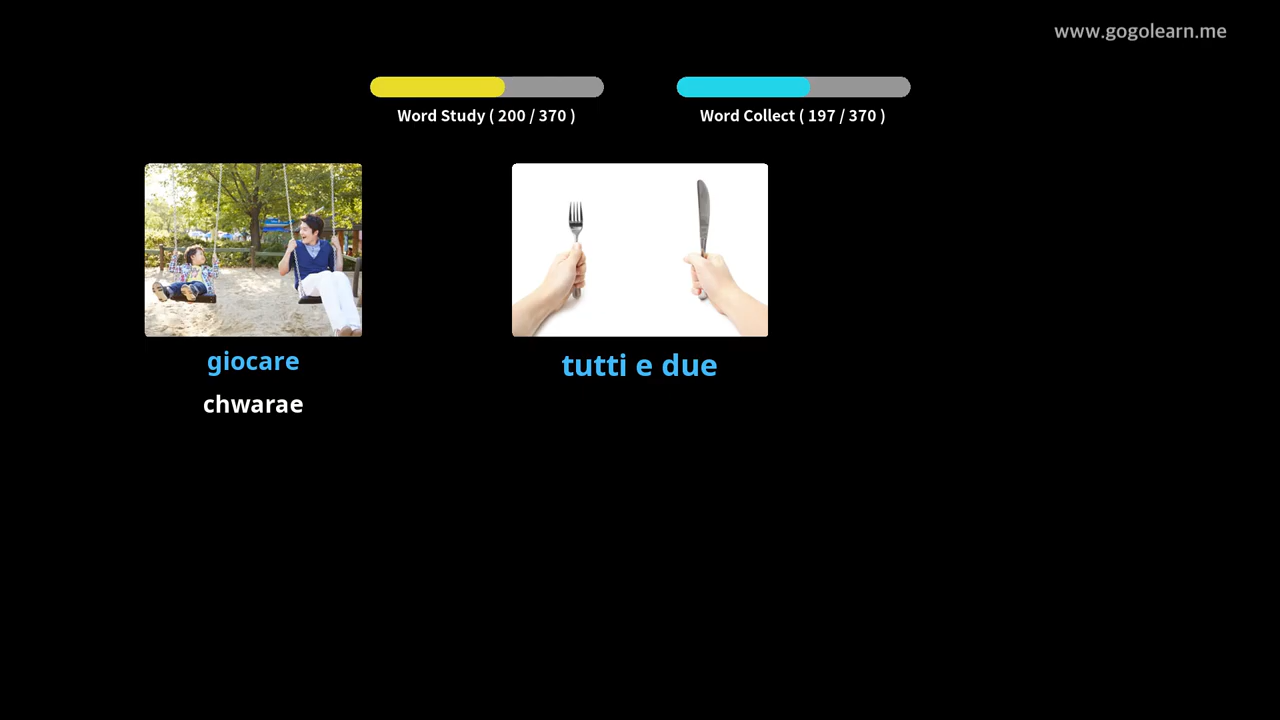 www.gogolearn.me
Word Study ( 200 / 370 )
Word Collect ( 197 / 370 )
giocare
chwarae
tutti e due